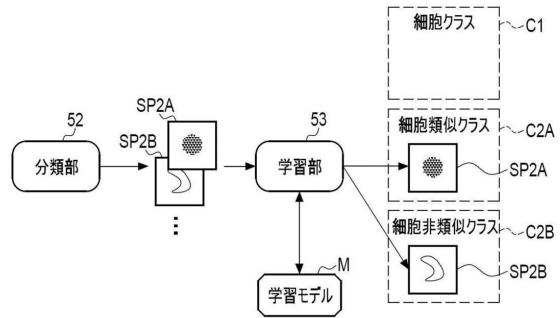 細胞クラス
C1
52
SP2A
SP2B
53
分類部
学習部
細胞類似クラス
C2A
SP2A
細胞非類似クラス
C2B
SP2B
M
学習モデル